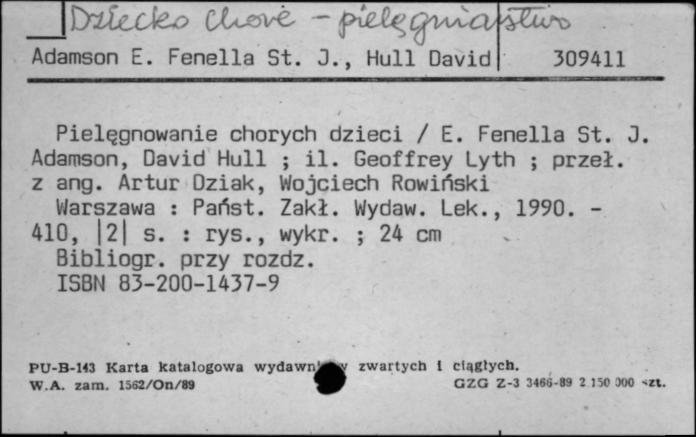 Dziecko chore - pielęgniarstwo
Adamson E. Fenella St. J., Hull David 309411
Pielęgnowanie chorych dzieci / E. Fenella St. J.
Adamson, David Hull ; il. Geoffrey Lyth ; przeł.
z ang. Artur Dziak, Wojciech Rowiński
Warszawa : Państ. Zakł. Wydaw. Lek., 1990. -
410, |2| s. : rys., wykr. ; 24 cm
Bibliogr. przy rozdz.
ISBN 83-200-1437-9
PU-B-143 Karta katalogowa zwartych i ciągłych.
W.A. zam. 1562/On/89 GZG Z-3 3466-89 2 150 000 szt.